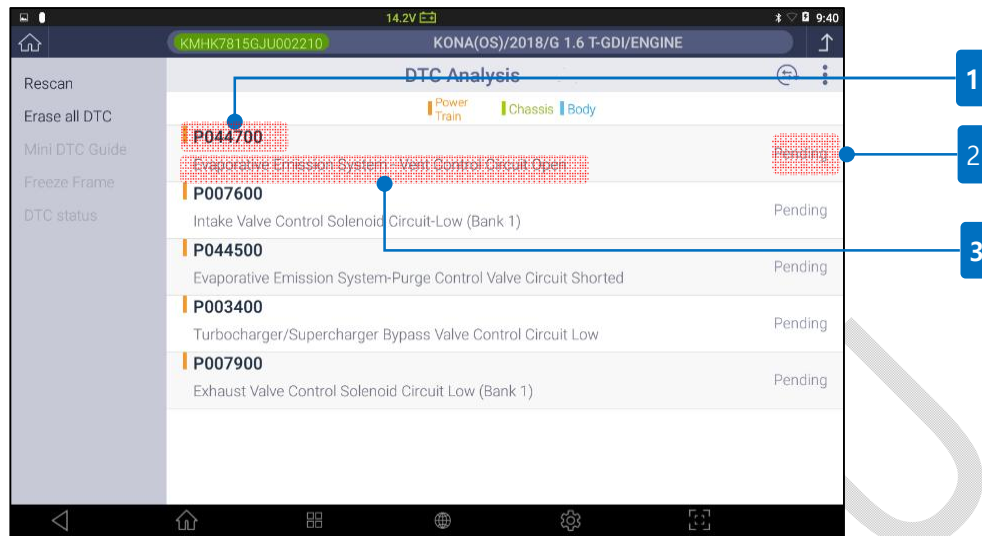 14.2V
9:40
KMHK7815GJU002210
KONA(OS)/2018/G 1.6 T-GDI/ENGINE
DTC Analysis
Rescan
Erase all DTC
Mini DTC Guide
Freeze Frame
DTC status
Power
Train
Chassis
Body
P044700
Evaporative Emission System - Vent Control Circuit Open
Pending
P007600
Intake Valve Control Solenoid Circuit-Low (Bank 1)
Pending
P044500
Evaporative Emission System-Purge Control Valve Circuit Shorted
Pending
P003400
Turbocharger/Supercharger Bypass Valve Control Circuit Low
Pending
P007900
Exhaust Valve Control Solenoid Circuit Low (Bank 1)
Pending
1
2
3